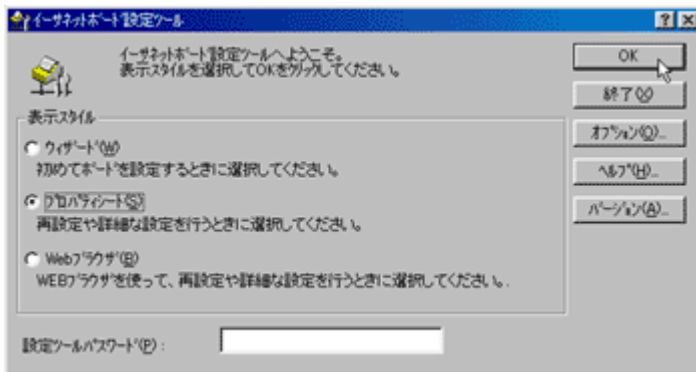 イーサネットボード設定ツール
イーサネットボード設定ツールへようこそ。
表示スタイルを選択してOKをクリックしてください。
OK
終了(X)
オプション(O)...
ヘルプ(H)...
バージョン(A)...
表示スタイル
ウィザード(W)
初めてボードを設定するときに選択してください。
プロパティシート(S)
再設定や詳細な設定を行うときに選択してください。
Webブラウザ(B)
WEBブラウザを使って、再設定や詳細な設定を行うときに選択してください。.
設定ツールパスワード(P) :